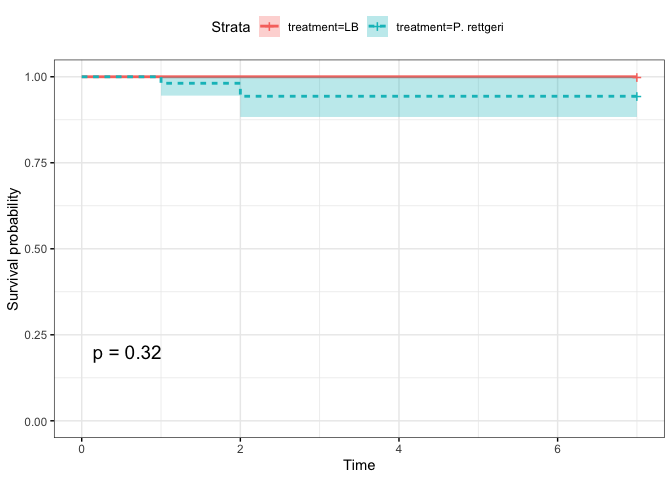 Strata treatment=LB treatment=P. rettgeri
1.00
0.75
0.50
0.25
0.00
Survival probability
p = 0.32
0 2 4 6
Time